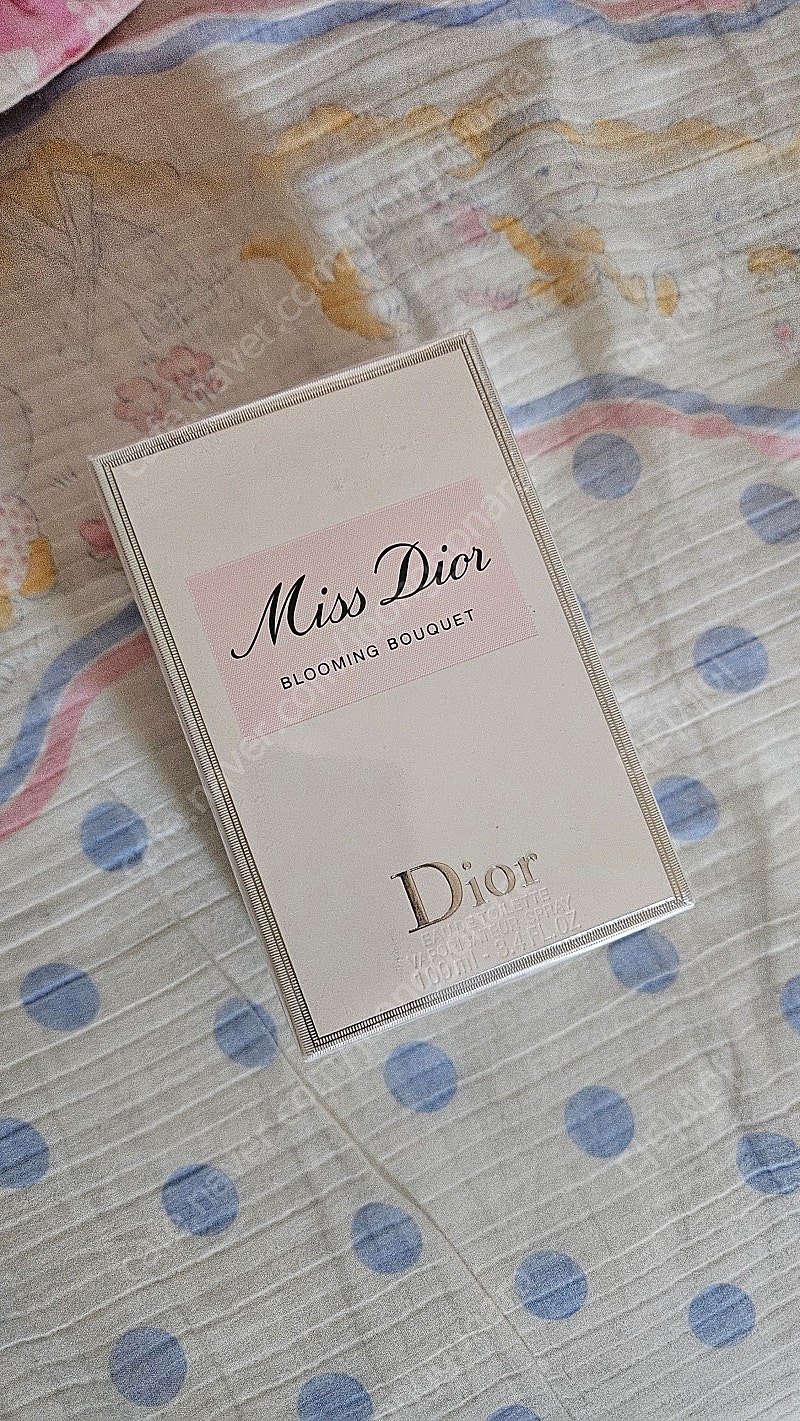 Miss Dior
BLOOMING BOUQUET
Dior
EAU DE TOILETTE
VAPORISATEUR SPRAY
100 ml - 3.4 FL.OZ